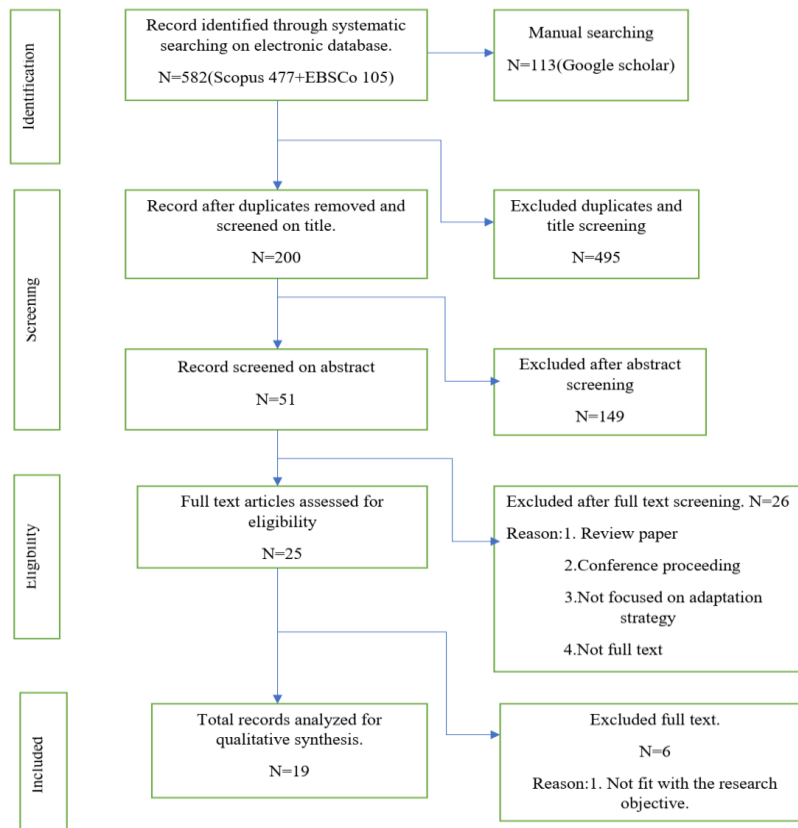 Identification
Record identified through systematic
searching on electronic database.
N=582(Scopus 477+EBSCo 105)
Manual searching
N=113(Google scholar)
Screening
Record after duplicates removed and
screened on title.
N=200
Excluded duplicates and
title screening
N=495
Record screened on abstract
N=51
Excluded after abstract
screening
N=149
Eligibility
Full text articles assessed for
eligibility
N=25
Excluded after full text screening. N=26
Reason:1. Review paper
2.Conference proceeding
3.Not focused on adaptation
strategy
4.Not full text
Included
Total records analyzed for
qualitative synthesis.
N=19
Excluded full text.
N=6
Reason:1. Not fit with the research
objective.